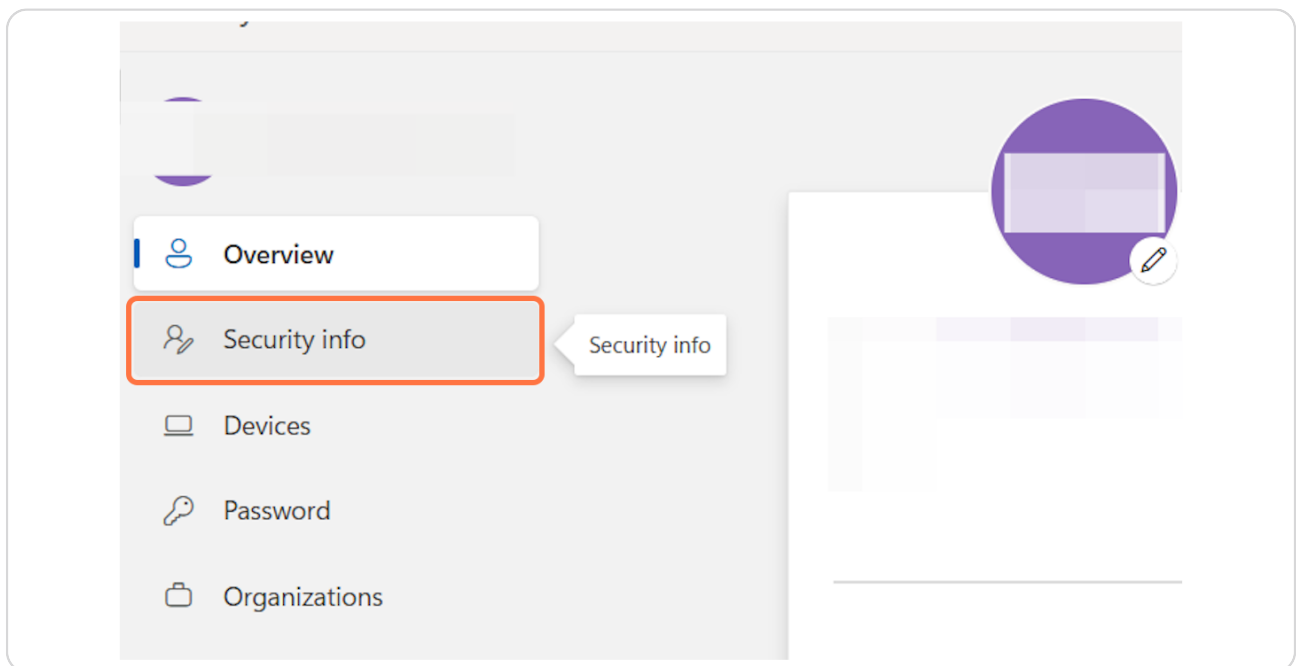 Overview
Security info
Security info
Devices
Password
Organizations